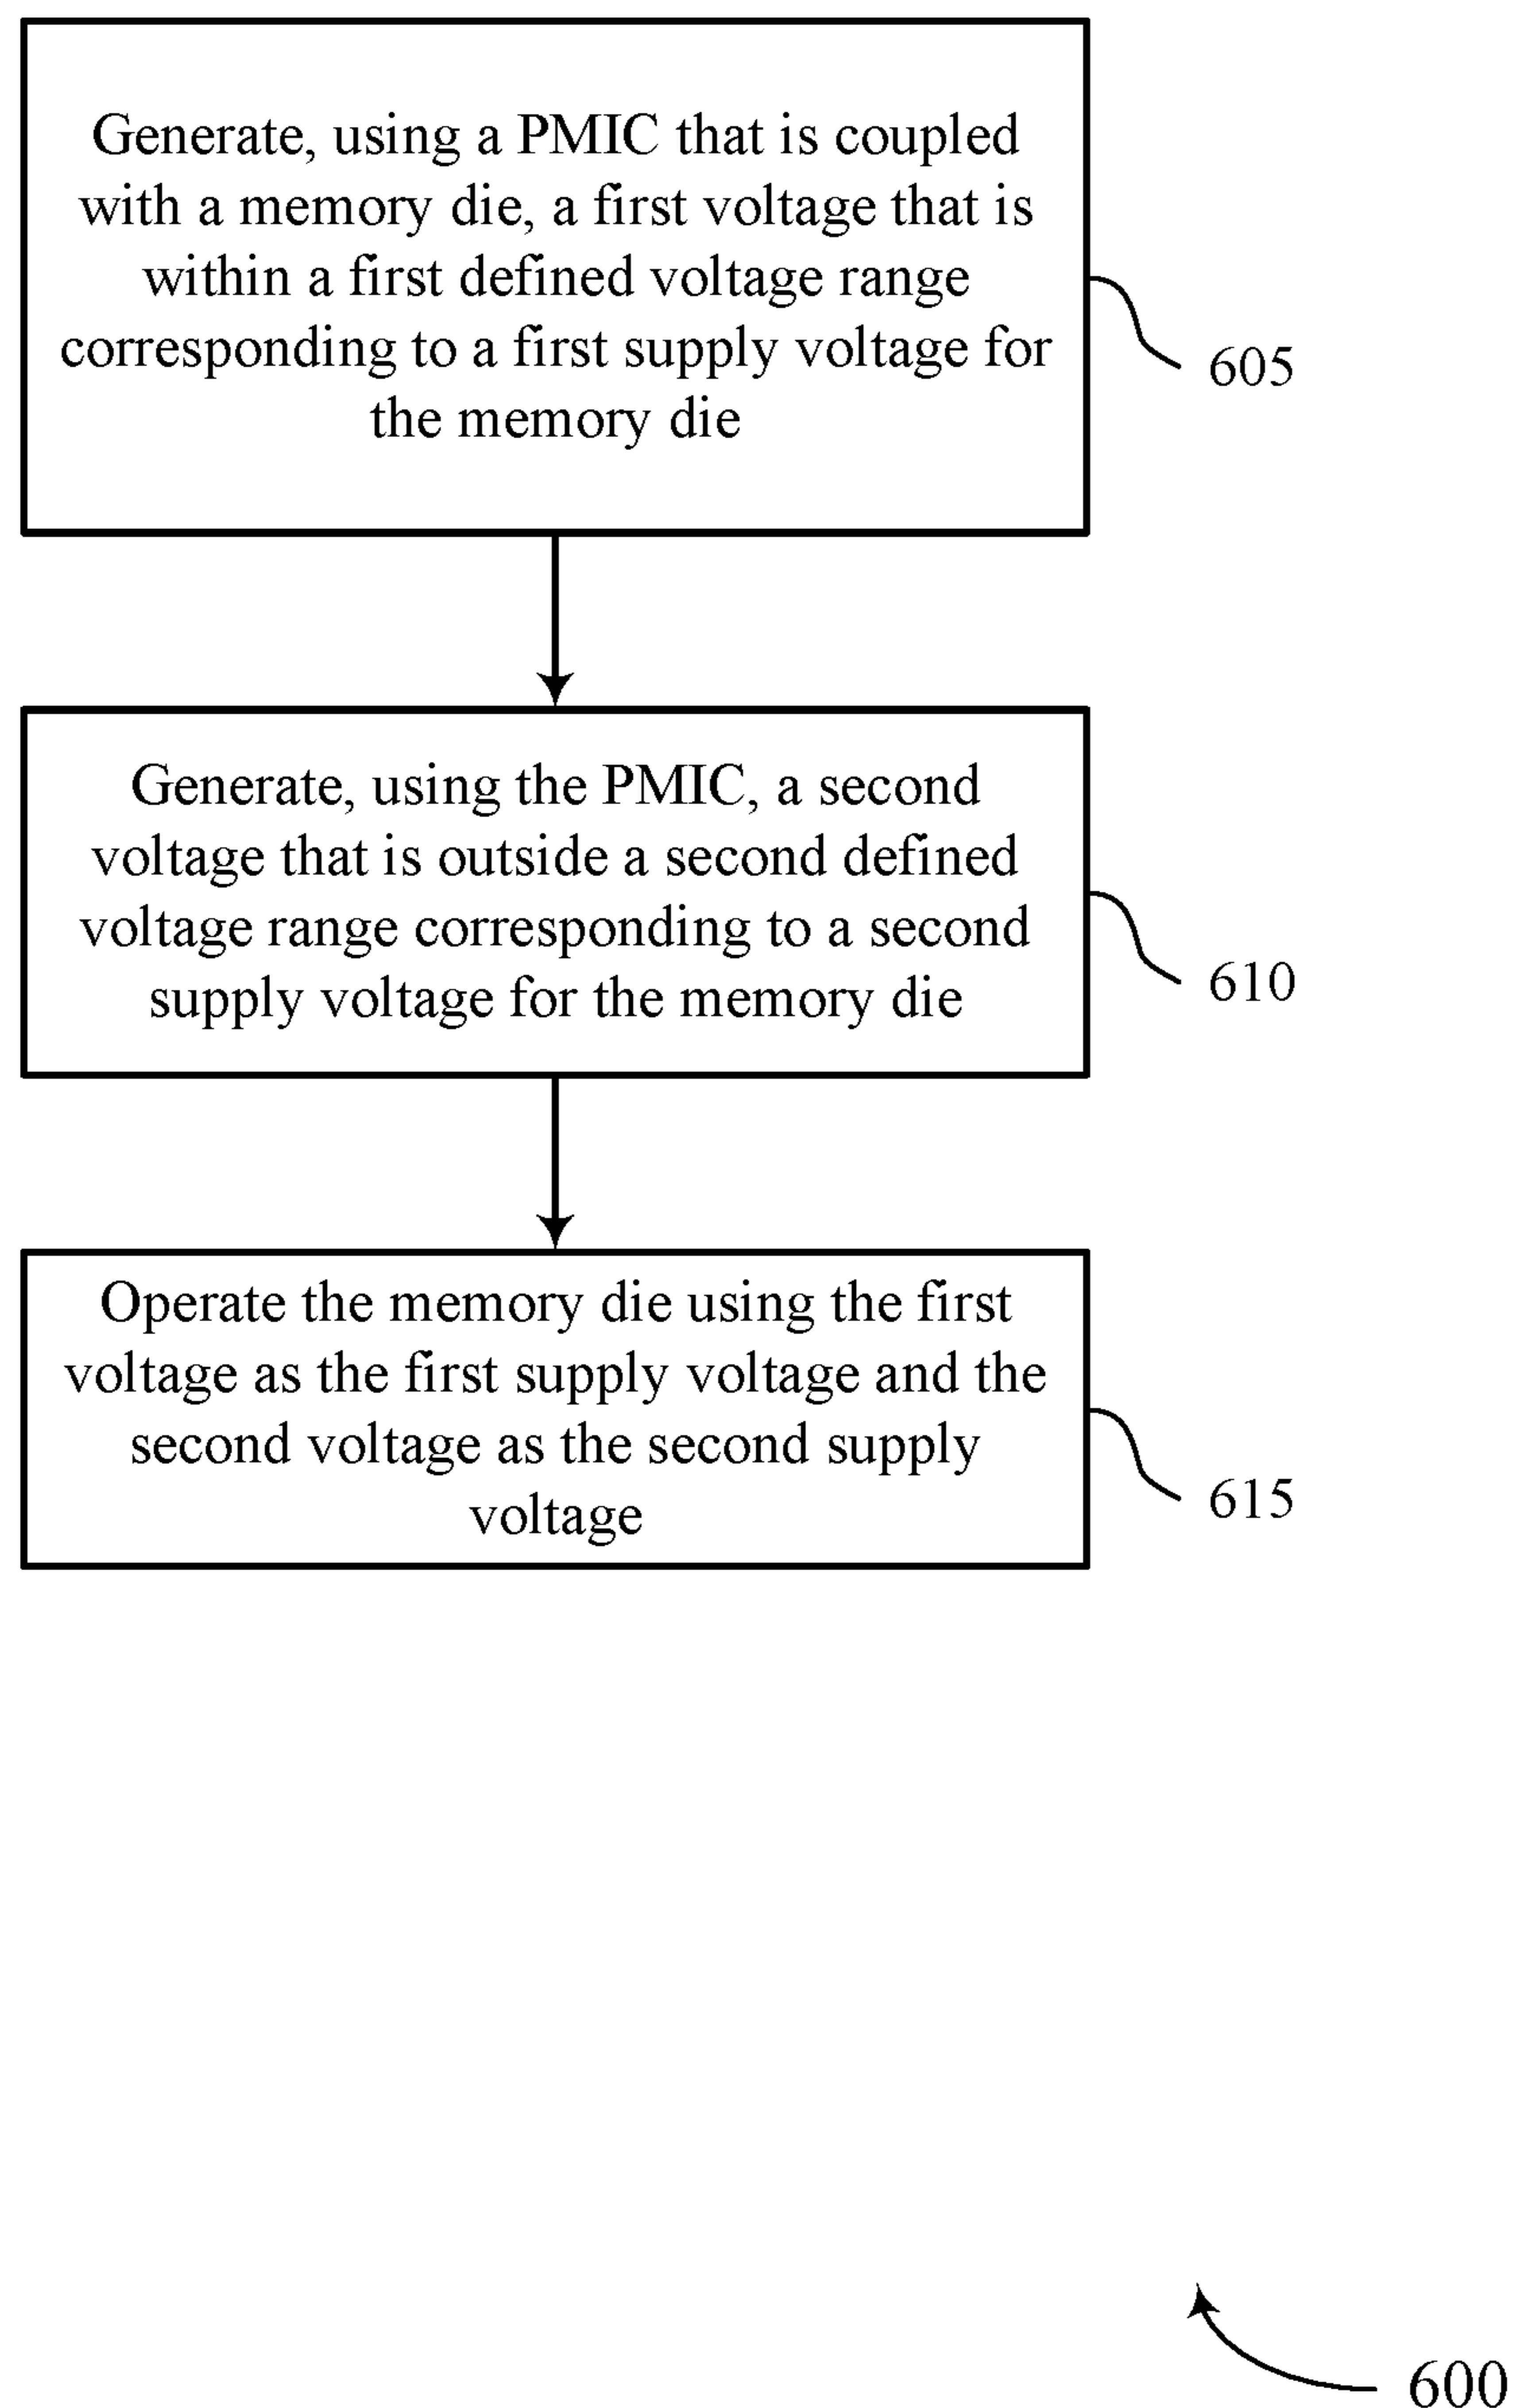 Generate, using a PMIC that is coupled
with a memory die, a first voltage that is
within a first defined voltage range
corresponding to a first supply voltage for
the memory die
605
Generate, using the PMIC, a second
voltage that is outside a second defined
voltage range corresponding to a second
supply voltage for the memory die
610
Operate the memory die using the first
voltage as the first supply voltage and the
second voltage as the second supply
voltage
615
600